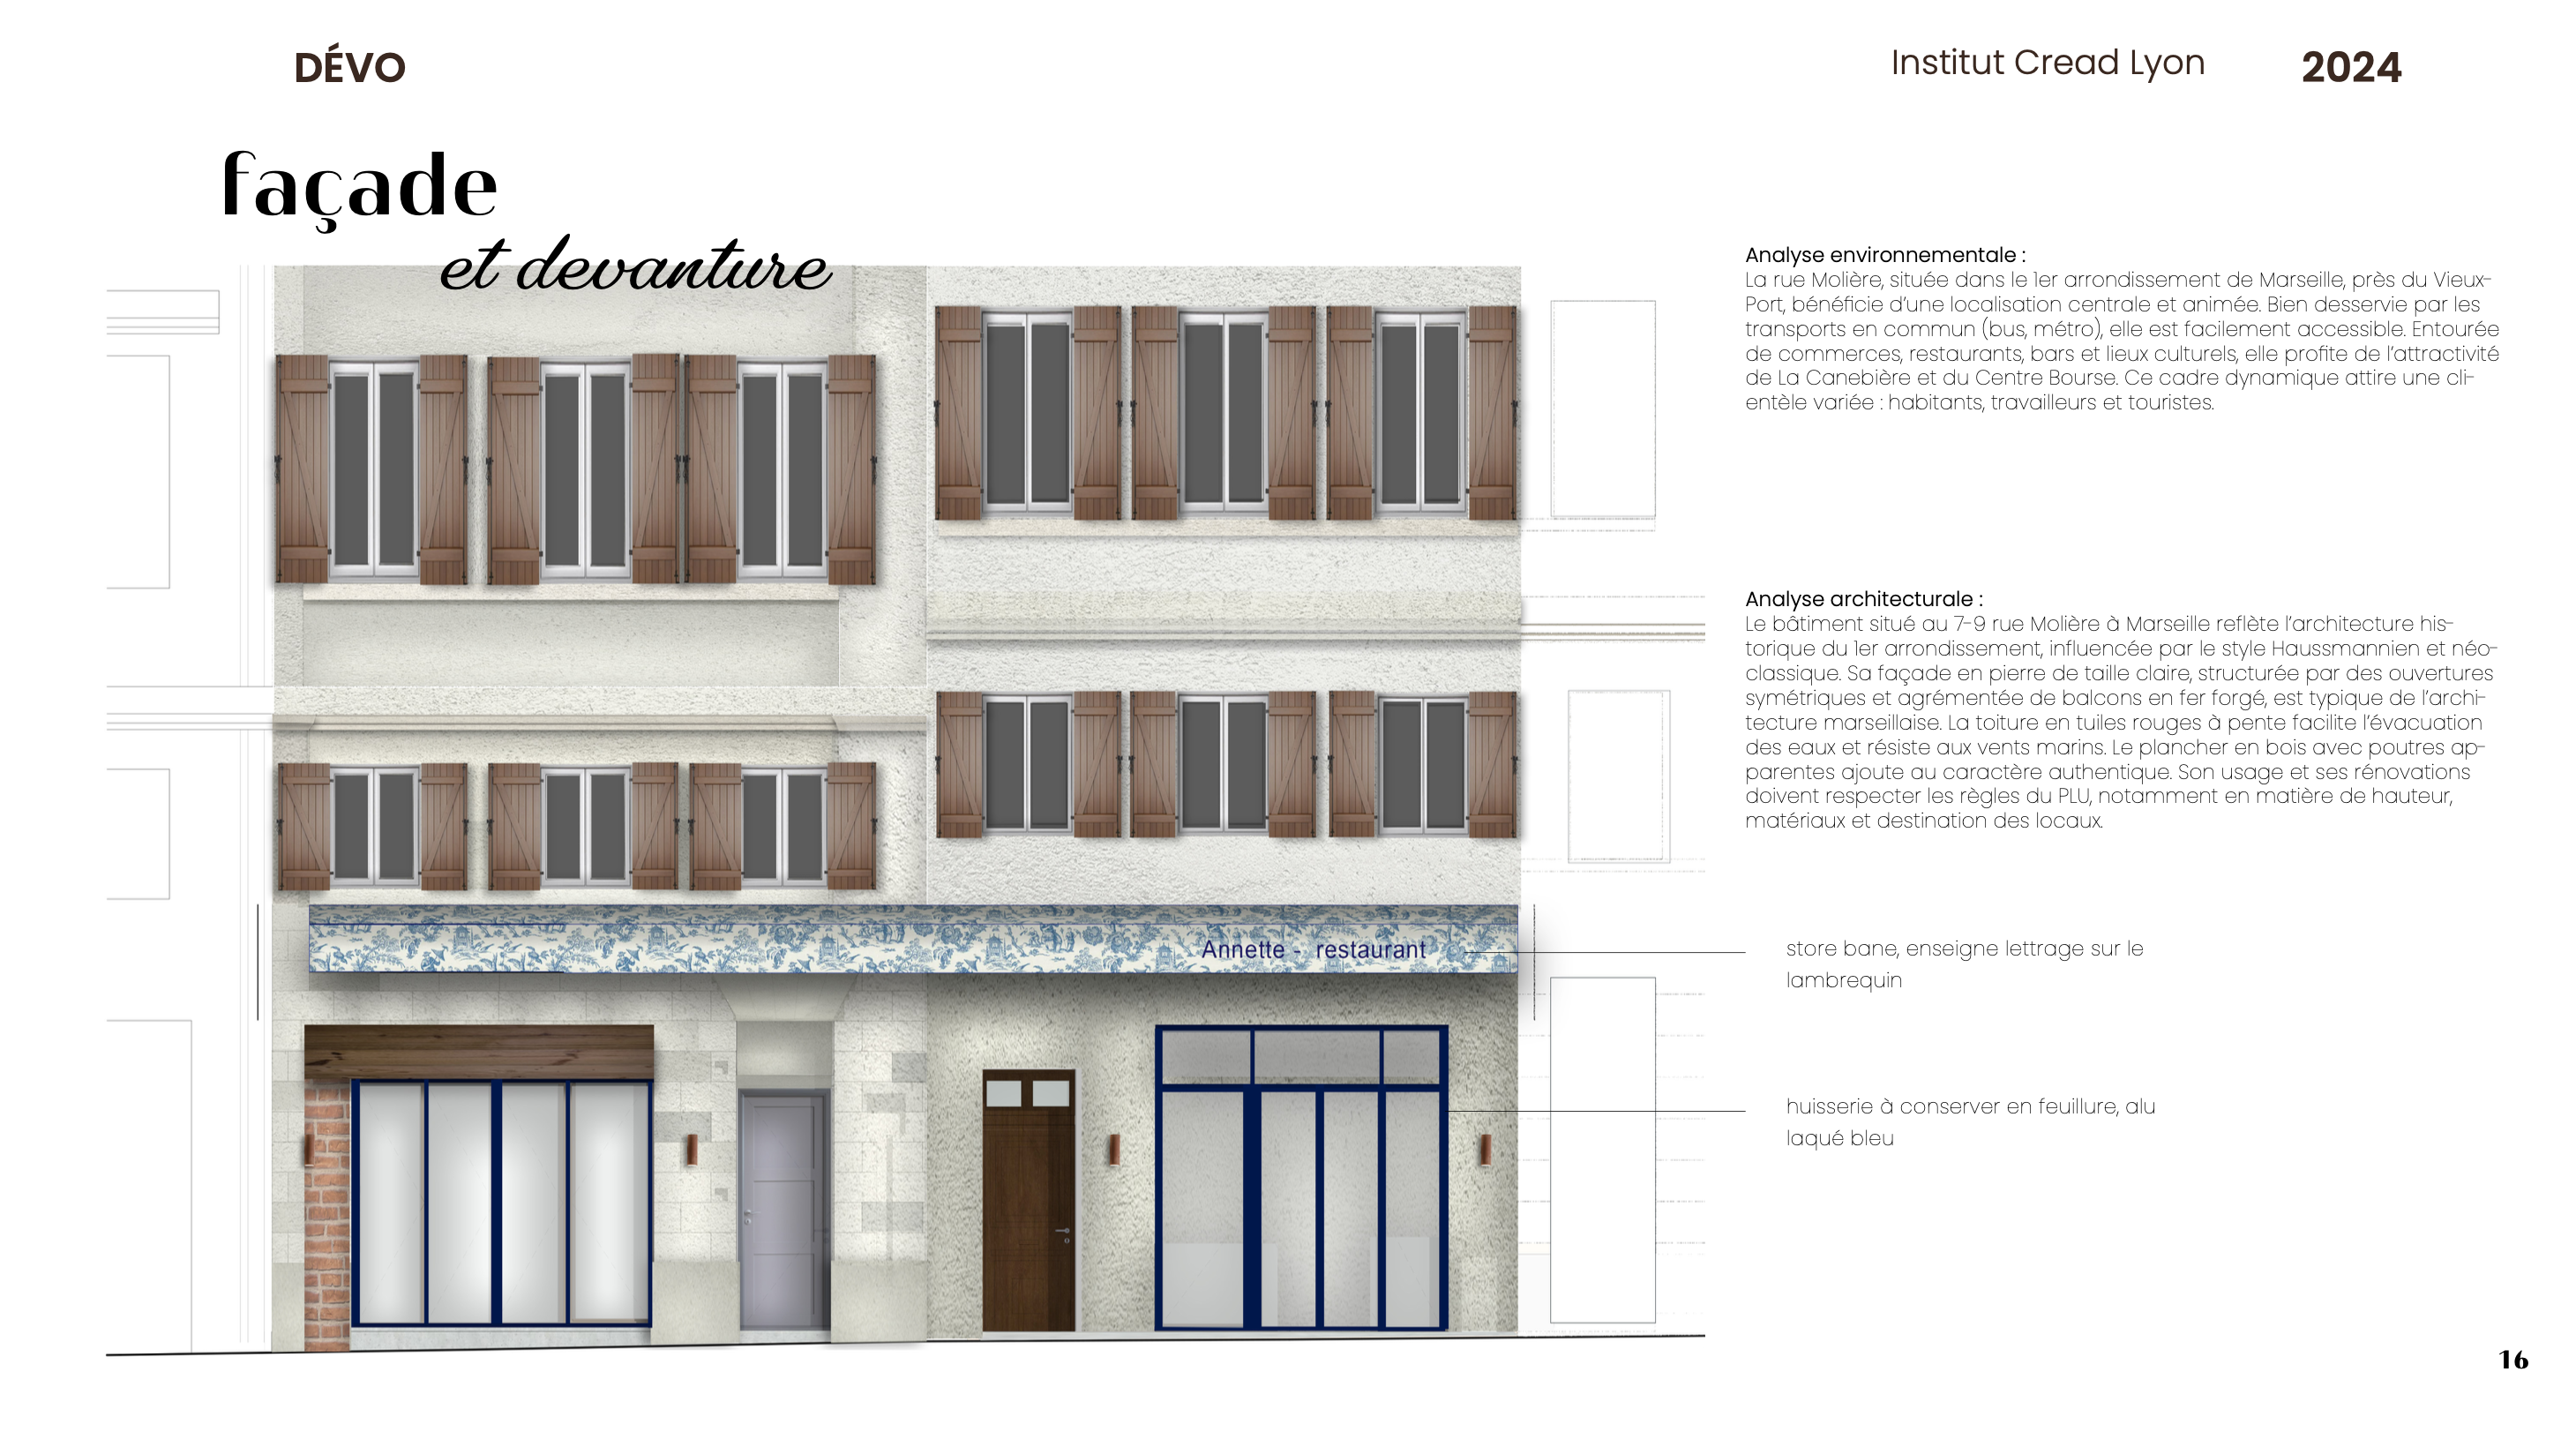 DÉVO
Institut Cread Lyon
2024
façade
et devanture
Analyse environnementale :
La rue Molière, située dans le 1er arrondissement de Marseille, près du Vieux-
Port, bénéficie d'une localisation centrale et animée. Bien desservie par les
transports en commun (bus, métro), elle est facilement accessible. Entourée
de commerces, restaurants, bars et lieux culturels, elle profite de l'attractivité
de La Canebière et du Centre Bourse. Ce cadre dynamique attire une cli-
entèle variée : habitants, travailleurs et touristes.
Analyse architecturale :
Le bâtiment situé au 7-9 rue Molière à Marseille reflète l'architecture his-
torique du 1er arrondissement, influencée par le style Haussmannien et néo-
classique. Sa façade en pierre de taille claire, structurée par des ouvertures
symétriques et agrémentée de balcons en fer forgé, est typique de l'archi-
tecture marseillaise. La toiture en tuiles rouges à pente facilite l'évacuation
des eaux et résiste aux vents marins. Le plancher en bois avec poutres ap-
parentes ajoute au caractère authentique. Son usage et ses rénovations
doivent respecter les règles du PLU, notamment en matière de hauteur,
matériaux et destination des locaux.
Annette - restaurant
store bane, enseigne lettrage sur le
lambrequin
huisserie à conserver en feuillure, alu
laqué bleu
16